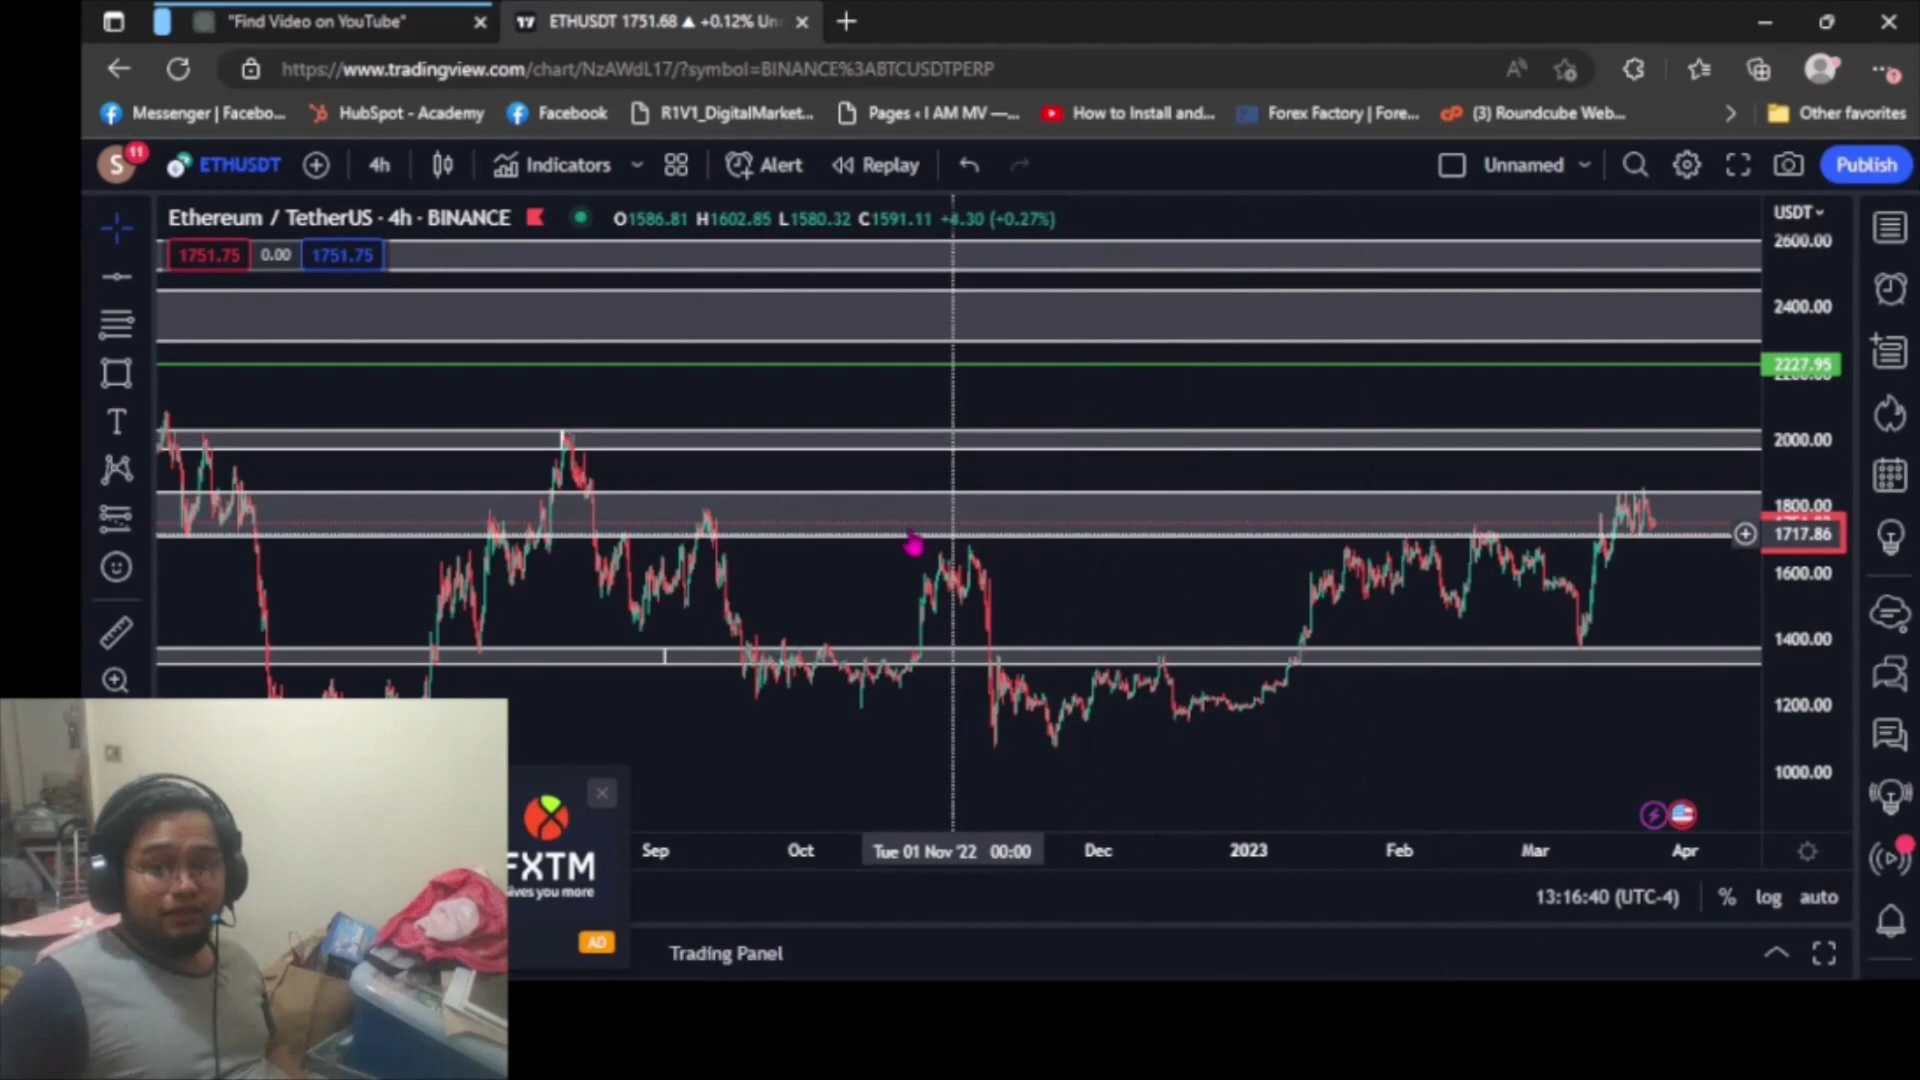 "Find Video on YouTube"
ETHUSDT 1751.68 ▲ +0.12% Un
https://www.tradingview.com/chart/NzAWdL17/?symbol=BINANCE%3ABTCUSDTPERP
Messenger | Facebo... HubSpot - Academy Facebook R1V1_DigitalMarket... Pages ‹ I AM MV —... How to Install and... Forex Factory | Fore... (3) Roundcube Web... Other favorites
S 11 ETHUSDT 4h Indicators Alert Replay Unnamed Publish
Ethereum / TetherUS · 4h · BINANCE O1586.81 H1602.85 L1580.32 C1591.11 +4.30 (+0.27%)
USDT
1751.75 0.00 1751.75
2600.00
2400.00
2227.95
2000.00
1800.00
1717.86
1600.00
1400.00
1200.00
1000.00
Sep Oct Tue 01 Nov '22 00:00 Dec 2023 Feb Mar Apr
FXTM
gives you more
AD
13:16:40 (UTC-4) % log auto
Trading Panel